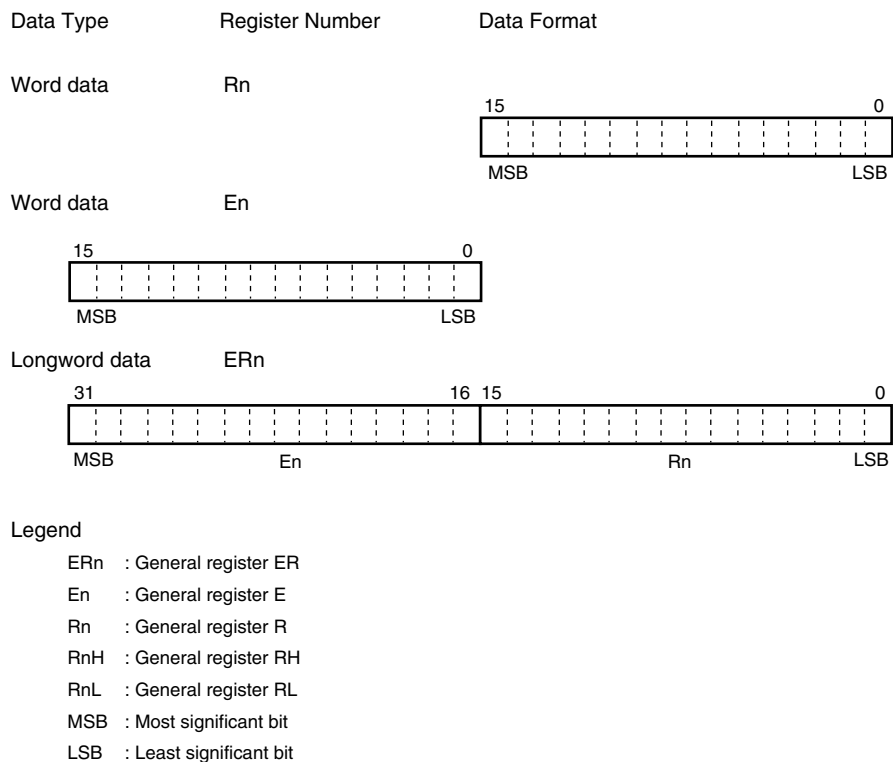 Data Type Register Number Data Format
Word data Rn
15 0
MSB LSB
Word data En
15 0
MSB LSB
Longword data ERn
31 16 15 0
MSB En Rn LSB
Legend
ERn : General register ER
En : General register E
Rn : General register R
RnH : General register RH
RnL : General register RL
MSB : Most significant bit
LSB : Least significant bit